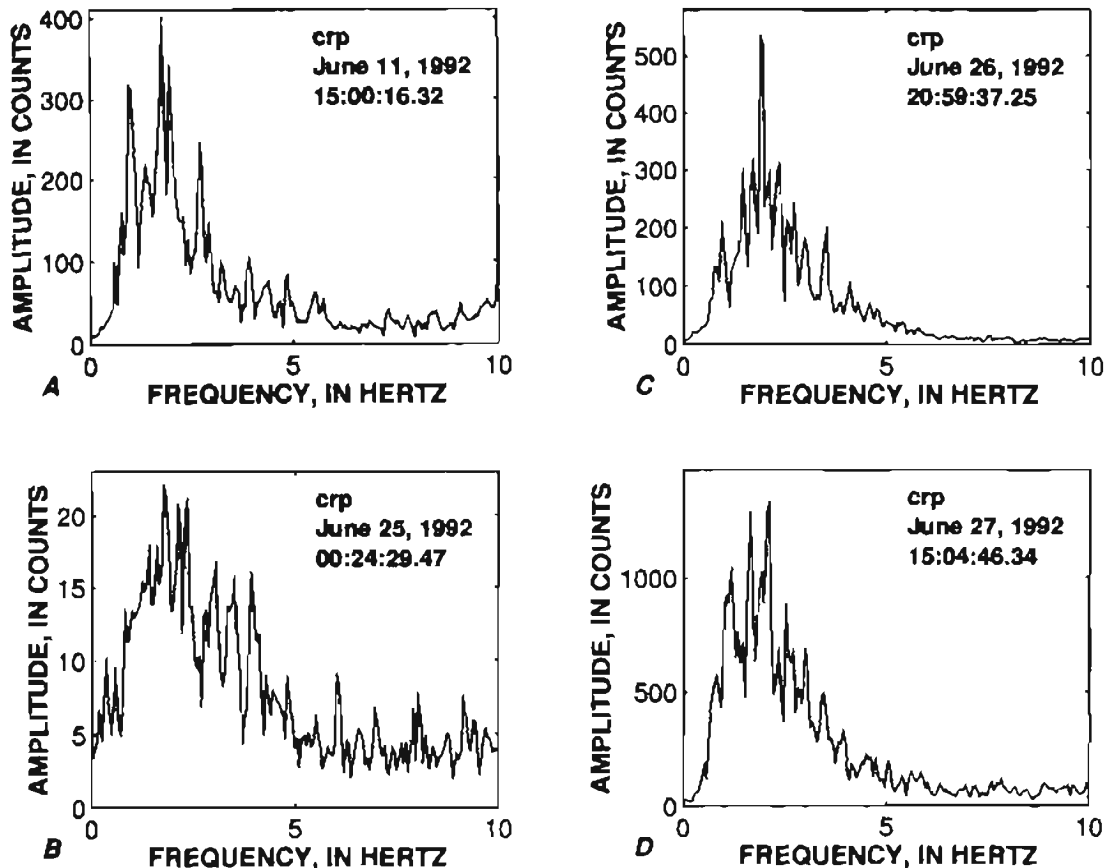 AMPLITUDE, IN COUNTS
400
300
200
100
0
crp
June 11, 1992
15:00:16.32
0 5 10
A
FREQUENCY, IN HERTZ
AMPLITUDE, IN COUNTS
500
400
300
200
100
0
crp
June 26, 1992
20:59:37.25
0 5 10
C
FREQUENCY, IN HERTZ
AMPLITUDE, IN COUNTS
20
15
10
5
0
crp
June 25, 1992
00:24:29.47
0 5 10
B
FREQUENCY, IN HERTZ
AMPLITUDE, IN COUNTS
1000
500
0
crp
June 27, 1992
15:04:46.34
0 5 10
D
FREQUENCY, IN HERTZ